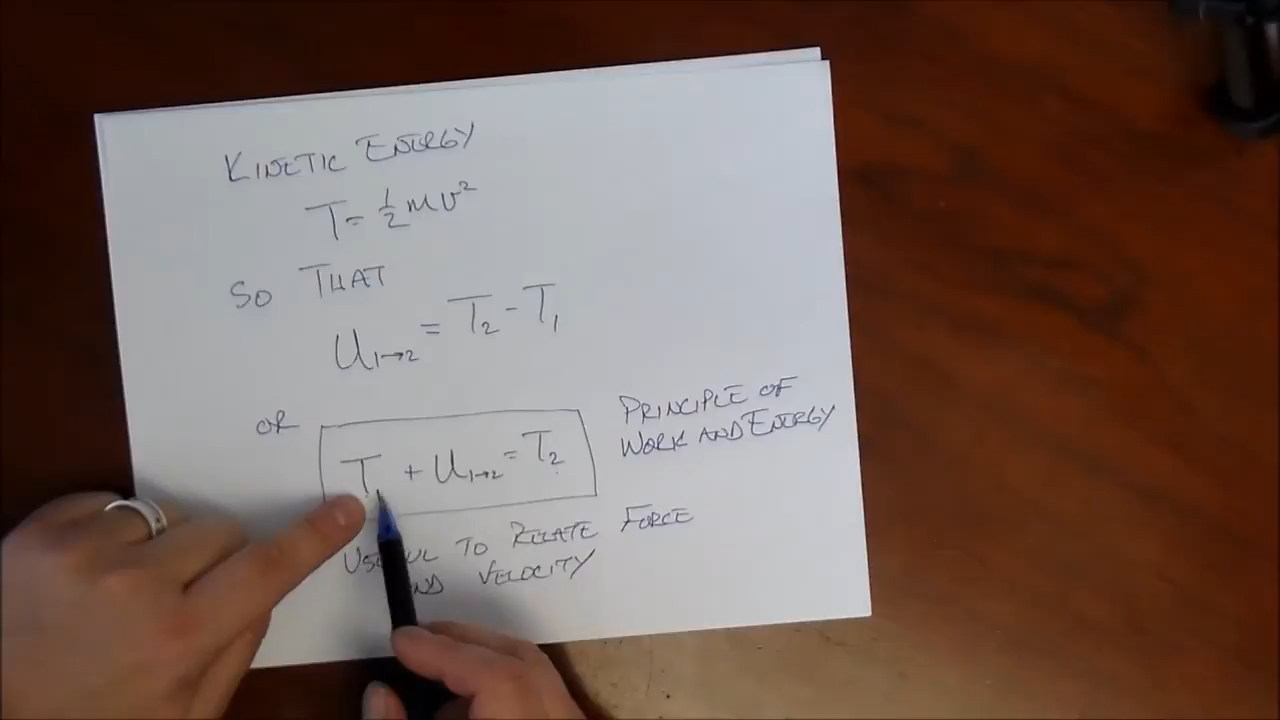 KINETIC ENERGY
T = 1/2 mv²
SO THAT
U₁→₂ = T₂ - T₁
OR
T + U₁→₂ = T₂
PRINCIPLE OF
WORK AND ENERGY
TO RELATE FORCE
VELOCITY